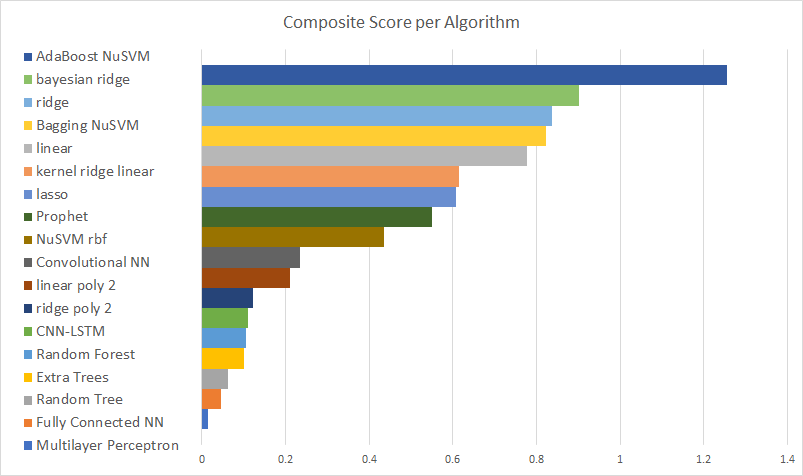 Composite Score per Algorithm
AdaBoost NuSVM
bayesian ridge
ridge
Bagging NuSVM
linear
kernel ridge linear
lasso
Prophet
NuSVM rbf
Convolutional NN
linear poly 2
ridge poly 2
CNN-LSTM
Random Forest
Extra Trees
Random Tree
Fully Connected NN
Multilayer Perceptron
0 0.2 0.4 0.6 0.8 1 1.2 1.4